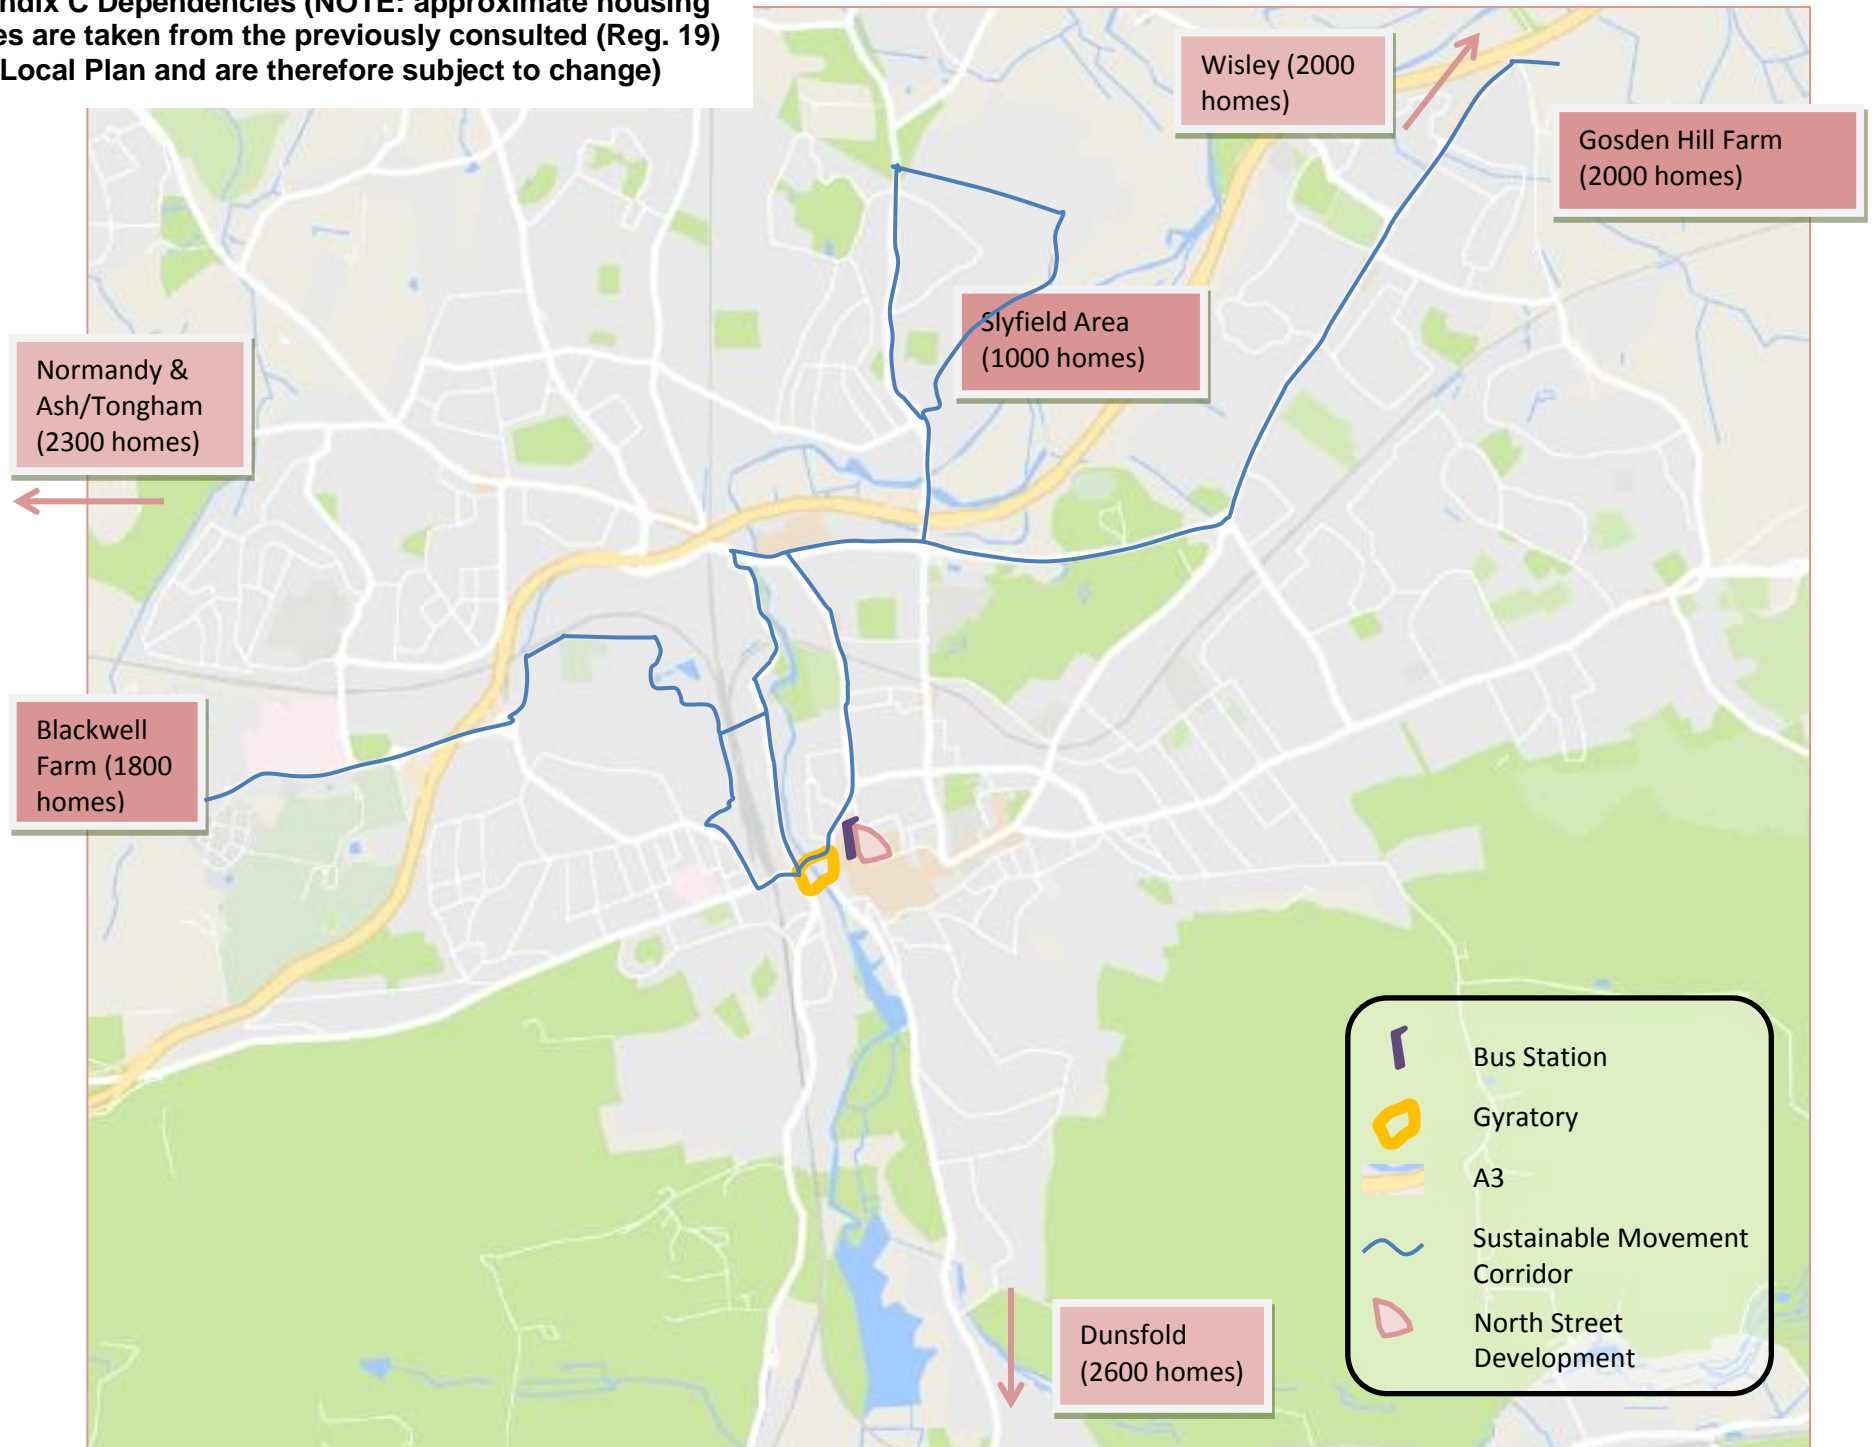 ndix C Dependencies (NOTE: approximate housing
es are taken from the previously consulted (Reg. 19)
Local Plan and are therefore subject to change)
Wisley (2000
homes)
Gosden Hill Farm
(2000 homes)
Slyfield Area
(1000 homes)
Normandy &
Ash/Tongham
(2300 homes)
Blackwell
Farm (1800
homes)
Dunsfold
(2600 homes)
Bus Station
Gyratory
A3
Sustainable Movement
Corridor
North Street
Development